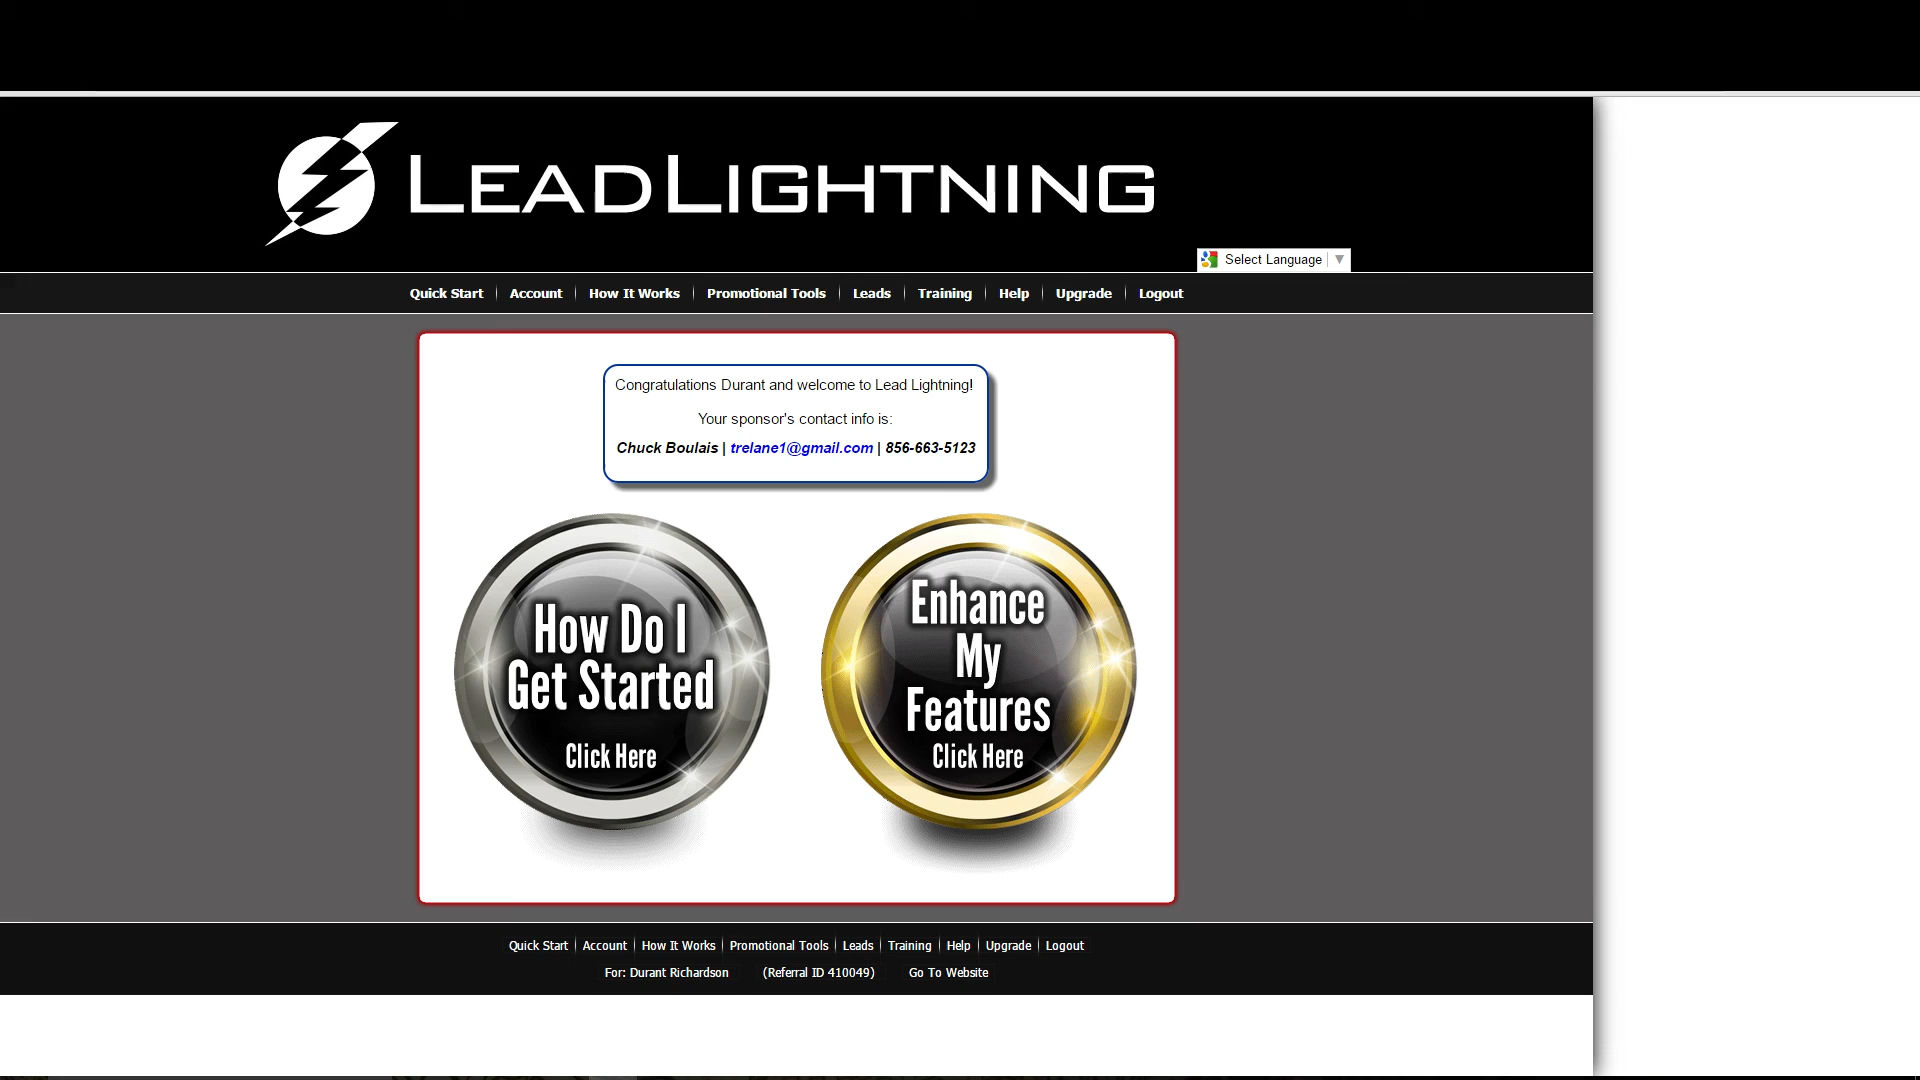 LEADLIGHTNING
Select Language ▼
Quick Start | Account | How It Works | Promotional Tools | Leads | Training | Help | Upgrade | Logout
Congratulations Durant and welcome to Lead Lightning!
Your sponsor's contact info is:
Chuck Boulais | trelane1@gmail.com | 856-663-5123
How Do I
Get Started
Click Here
Enhance
My
Features
Click Here
Quick Start | Account | How It Works | Promotional Tools | Leads | Training | Help | Upgrade | Logout
For: Durant Richardson (Referral ID 410049) Go To Website